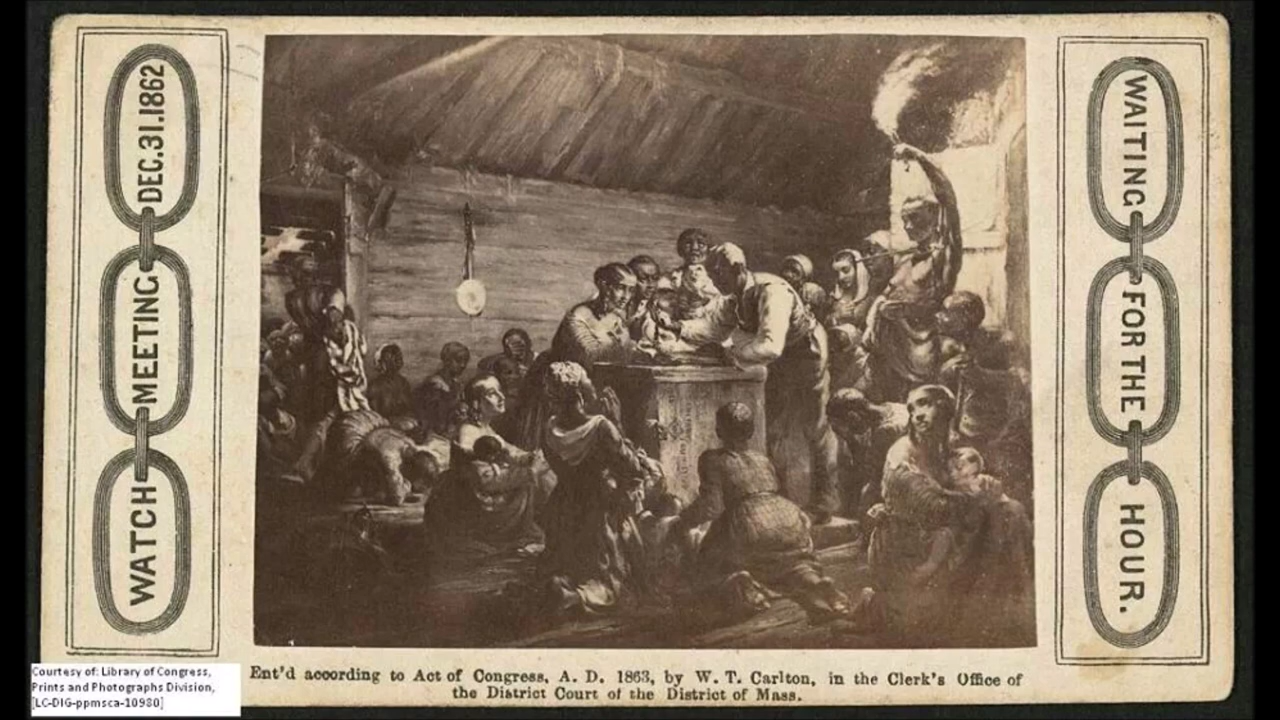 WATCH MEETING DEC.31.1862
WAITING FOR THE HOUR.
Ent'd according to Act of Congress, A. D. 1863, by W. T. Carlton, in the Clerk's Office of
the District Court of the District of Mass.
Courtesy of: Library of Congress,
Prints and Photographs Division,
[LC-DIG-ppmsca-10980]